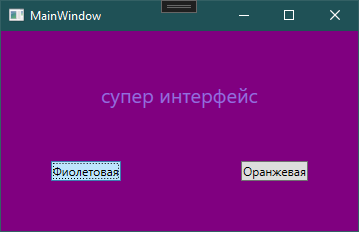 MainWindow
супер интерфейс
Фиолетовая
Оранжевая